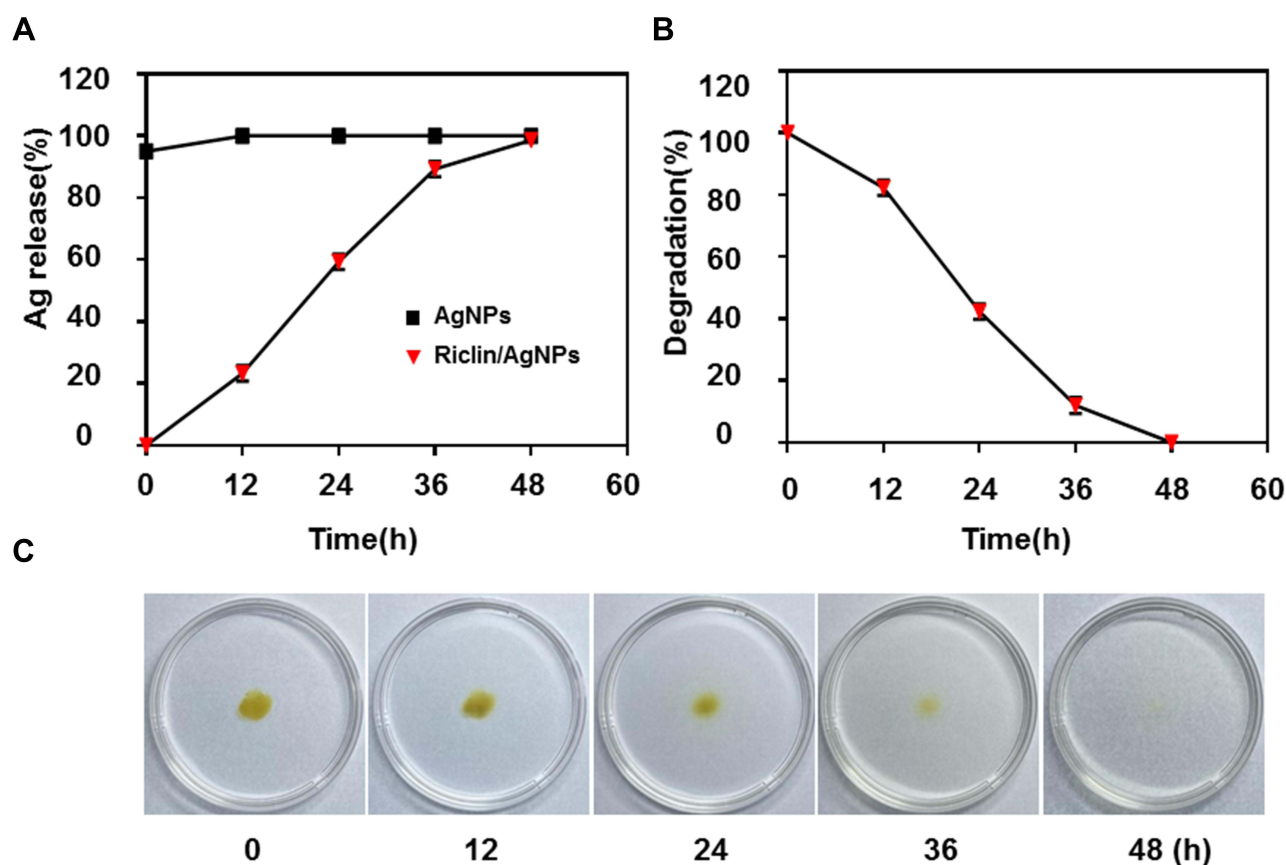 A
Ag release(%)
120
100
80
60
40
20
0
0 12 24 36 48 60
Time(h)
AgNPs
Riclin/AgNPs
B
Degradation(%)
120
100
80
60
40
20
0
0 12 24 36 48 60
Time(h)
C
0 12 24 36 48 (h)